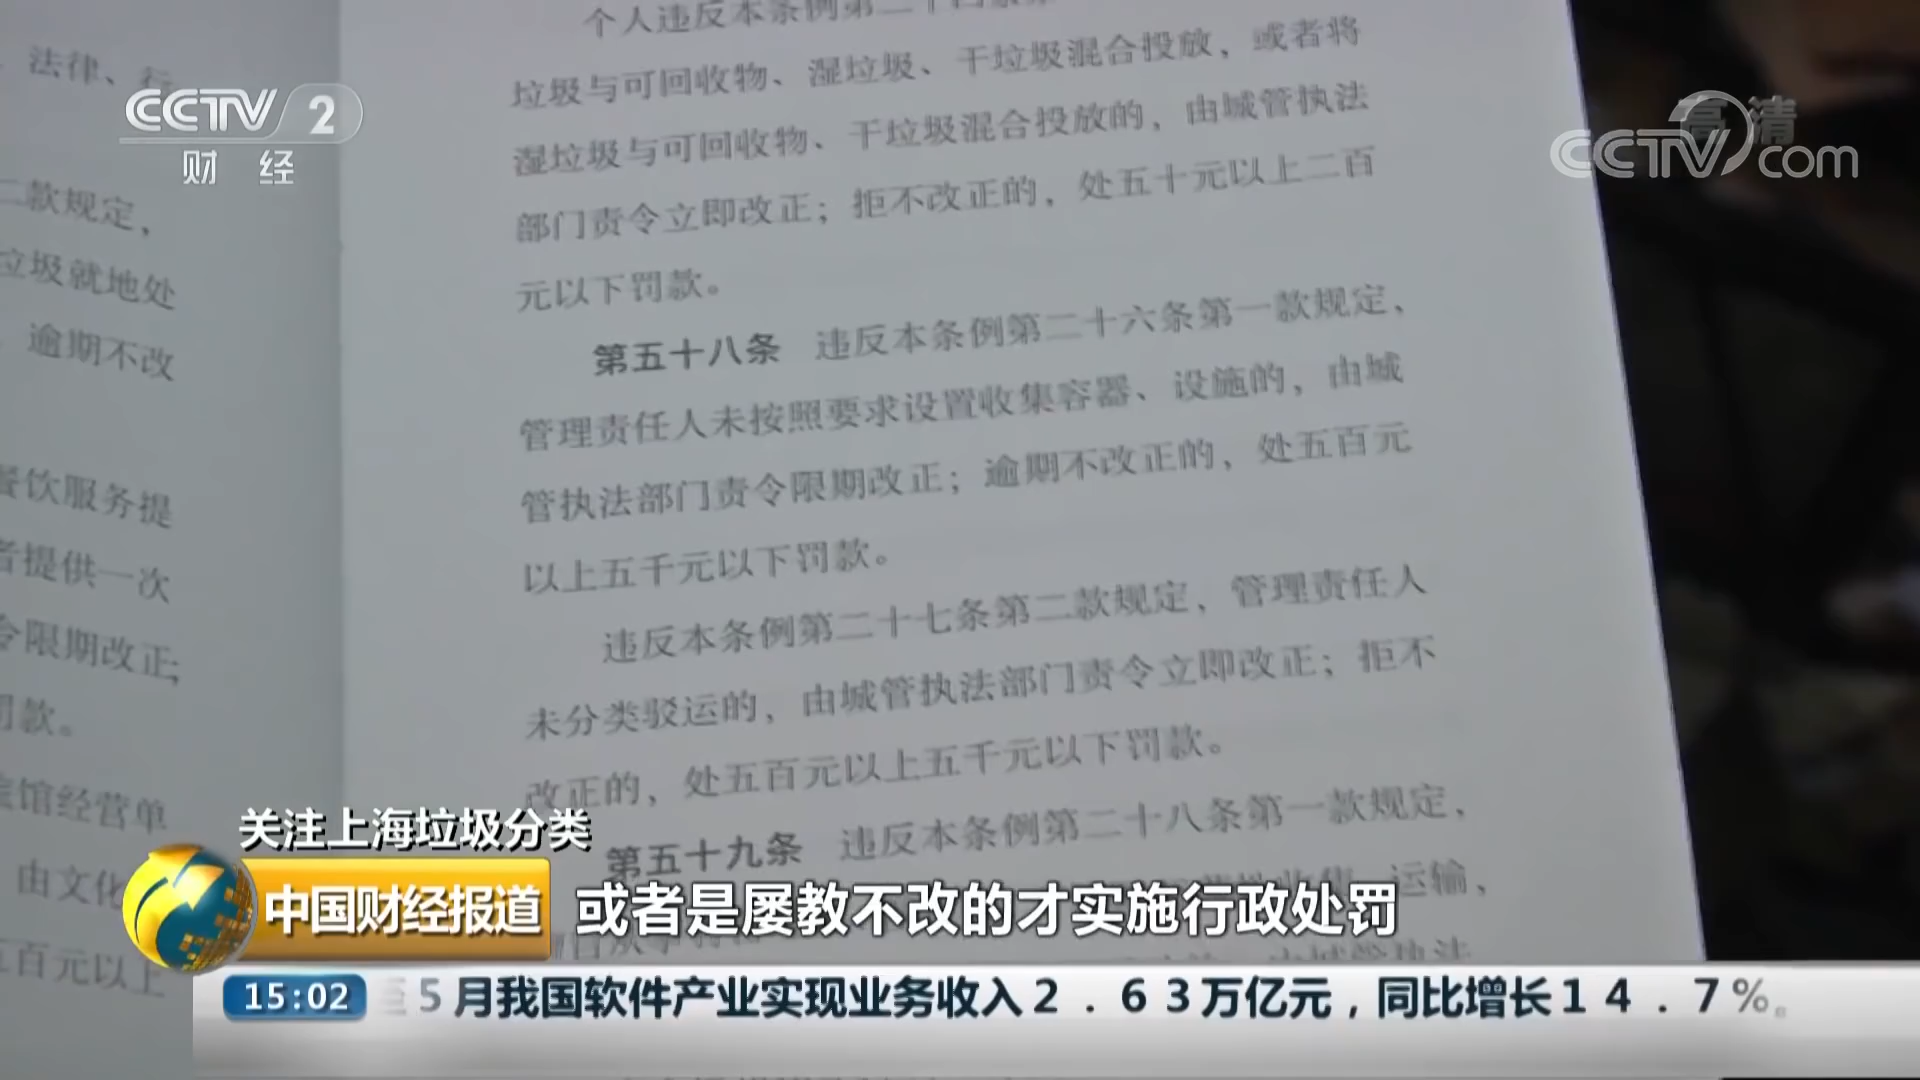 CCTV 2
财 经
高清
CCTV com
法律、行
二款规定，
垃圾就地处
逾期不改
餐饮服务提
者提供一次
令限期改正；
罚款。
旅馆经营单
由文化
五百元以上
个人违反本条例第二十四条第
垃圾与可回收物、湿垃圾、干垃圾混合投放，或者将
湿垃圾与可回收物、干垃圾混合投放的，由城管执法
部门责令立即改正；拒不改正的，处五十元以上二百
元以下罚款。
第五十八条 违反本条例第二十六条第一款规定，
管理责任人未按照要求设置收集容器、设施的，由城
管执法部门责令限期改正；逾期不改正的，处五百元
以上五千元以下罚款。
违反本条例第二十七条第二款规定，管理责任人
未分类驳运的，由城管执法部门责令立即改正；拒不
改正的，处五百元以上五千元以下罚款。
第五十九条 违反本条例第二十八条第一款规定，
收集、运输，
由城管执法
关注上海垃圾分类
中国财经报道
或者是屡教不改的才实施行政处罚
15:02 至5月我国软件产业实现业务收入2．63万亿元，同比增长14．7%。